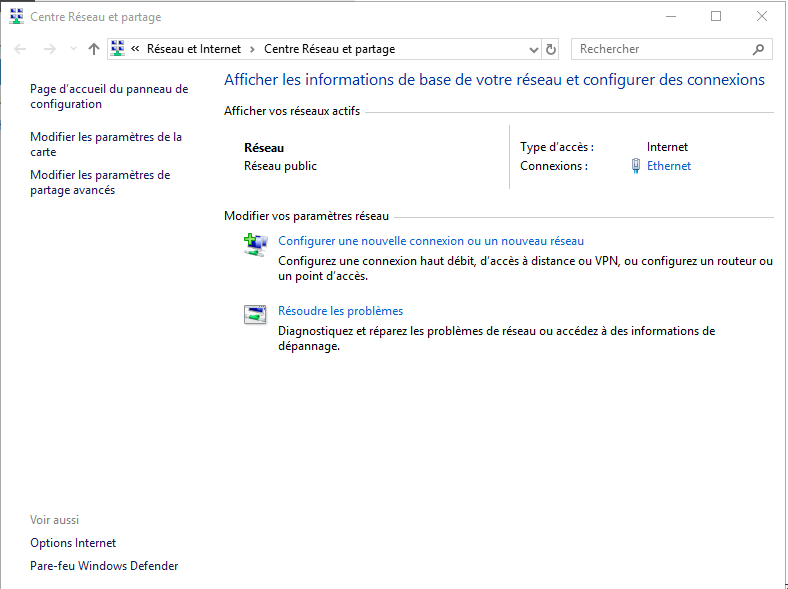 Centre Réseau et partage
« Réseau et Internet > Centre Réseau et partage
Rechercher
Page d'accueil du panneau de
configuration
Modifier les paramètres de la
carte
Modifier les paramètres de
partage avancés
Afficher les informations de base de votre réseau et configurer des connexions
Afficher vos réseaux actifs
Réseau
Réseau public
Type d'accès : Internet
Connexions : Ethernet
Modifier vos paramètres réseau
Configurer une nouvelle connexion ou un nouveau réseau
Configurez une connexion haut débit, d'accès à distance ou VPN, ou configurez un routeur ou
un point d'accès.
Résoudre les problèmes
Diagnostiquez et réparez les problèmes de réseau ou accédez à des informations de
dépannage.
Voir aussi
Options Internet
Pare-feu Windows Defender